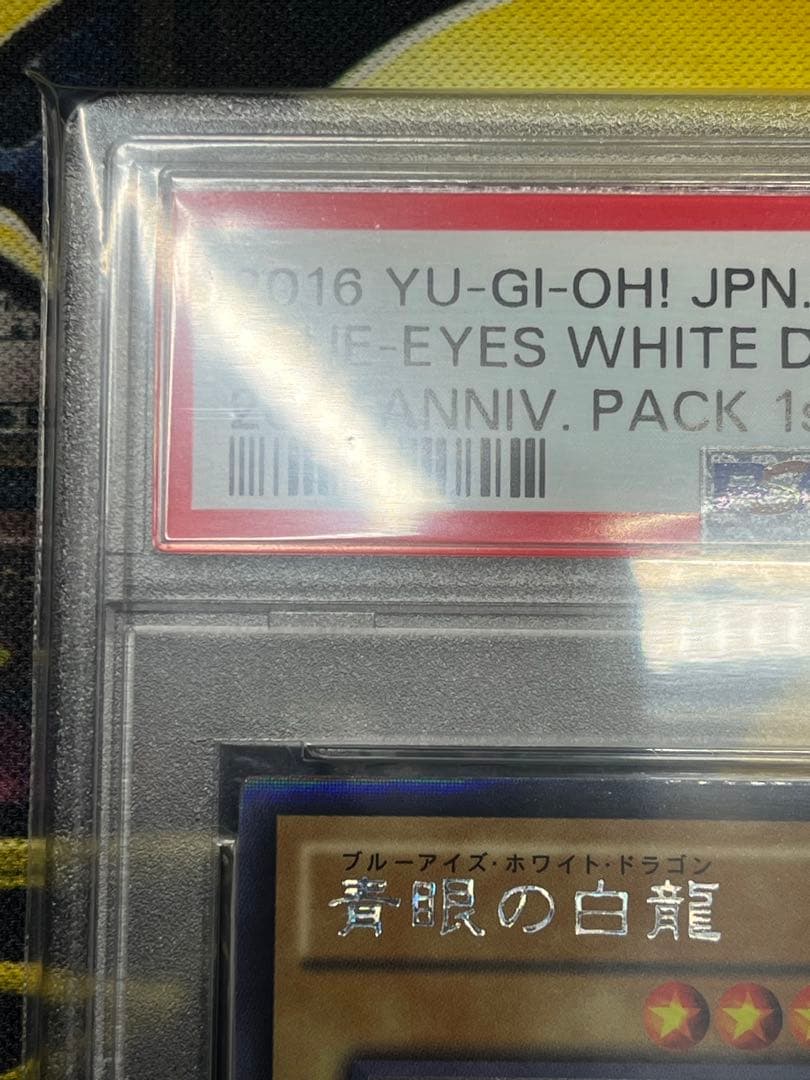 2016 YU-GI-OH! JPN.
-EYES WHITE D
ANNIV. PACK 1S
PSA
ブルーアイズ・ホワイト・ドラゴン
青眼の白龍